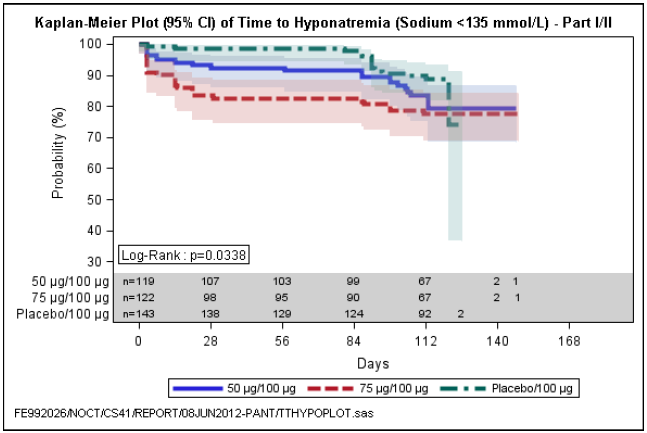 Kaplan-Meier Plot (95% CI) of Time to Hyponatremia (Sodium <135 mmol/L) - Part I/II
Probability (%)
100
90
80
70
60
50
40
30
Log-Rank : p=0.0338
50 µg/100 µg n=119 107 103 99 67 2 1
75 µg/100 µg n=122 98 95 90 67 2 1
Placebo/100 µg n=143 138 129 124 92 2
0 28 56 84 112 140 168
Days
50 µg/100 µg 75 µg/100 µg Placebo/100 µg
FE992026/NOCT/CS41/REPORT/08JUN2012-PANT/TTHYPOPLOT.sas